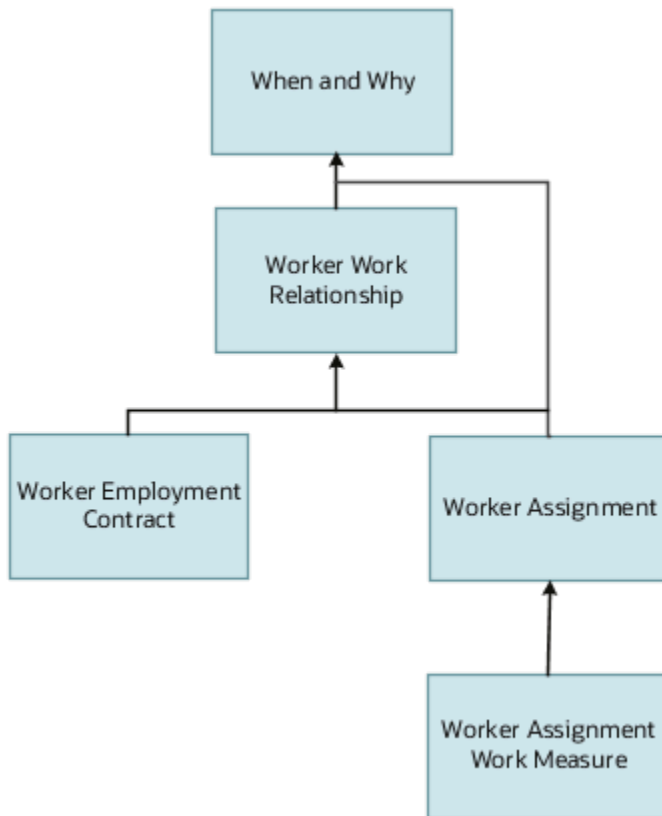 When and Why
Worker Work
Relationship
Worker Employment
Contract
Worker Assignment
Worker Assignment
Work Measure